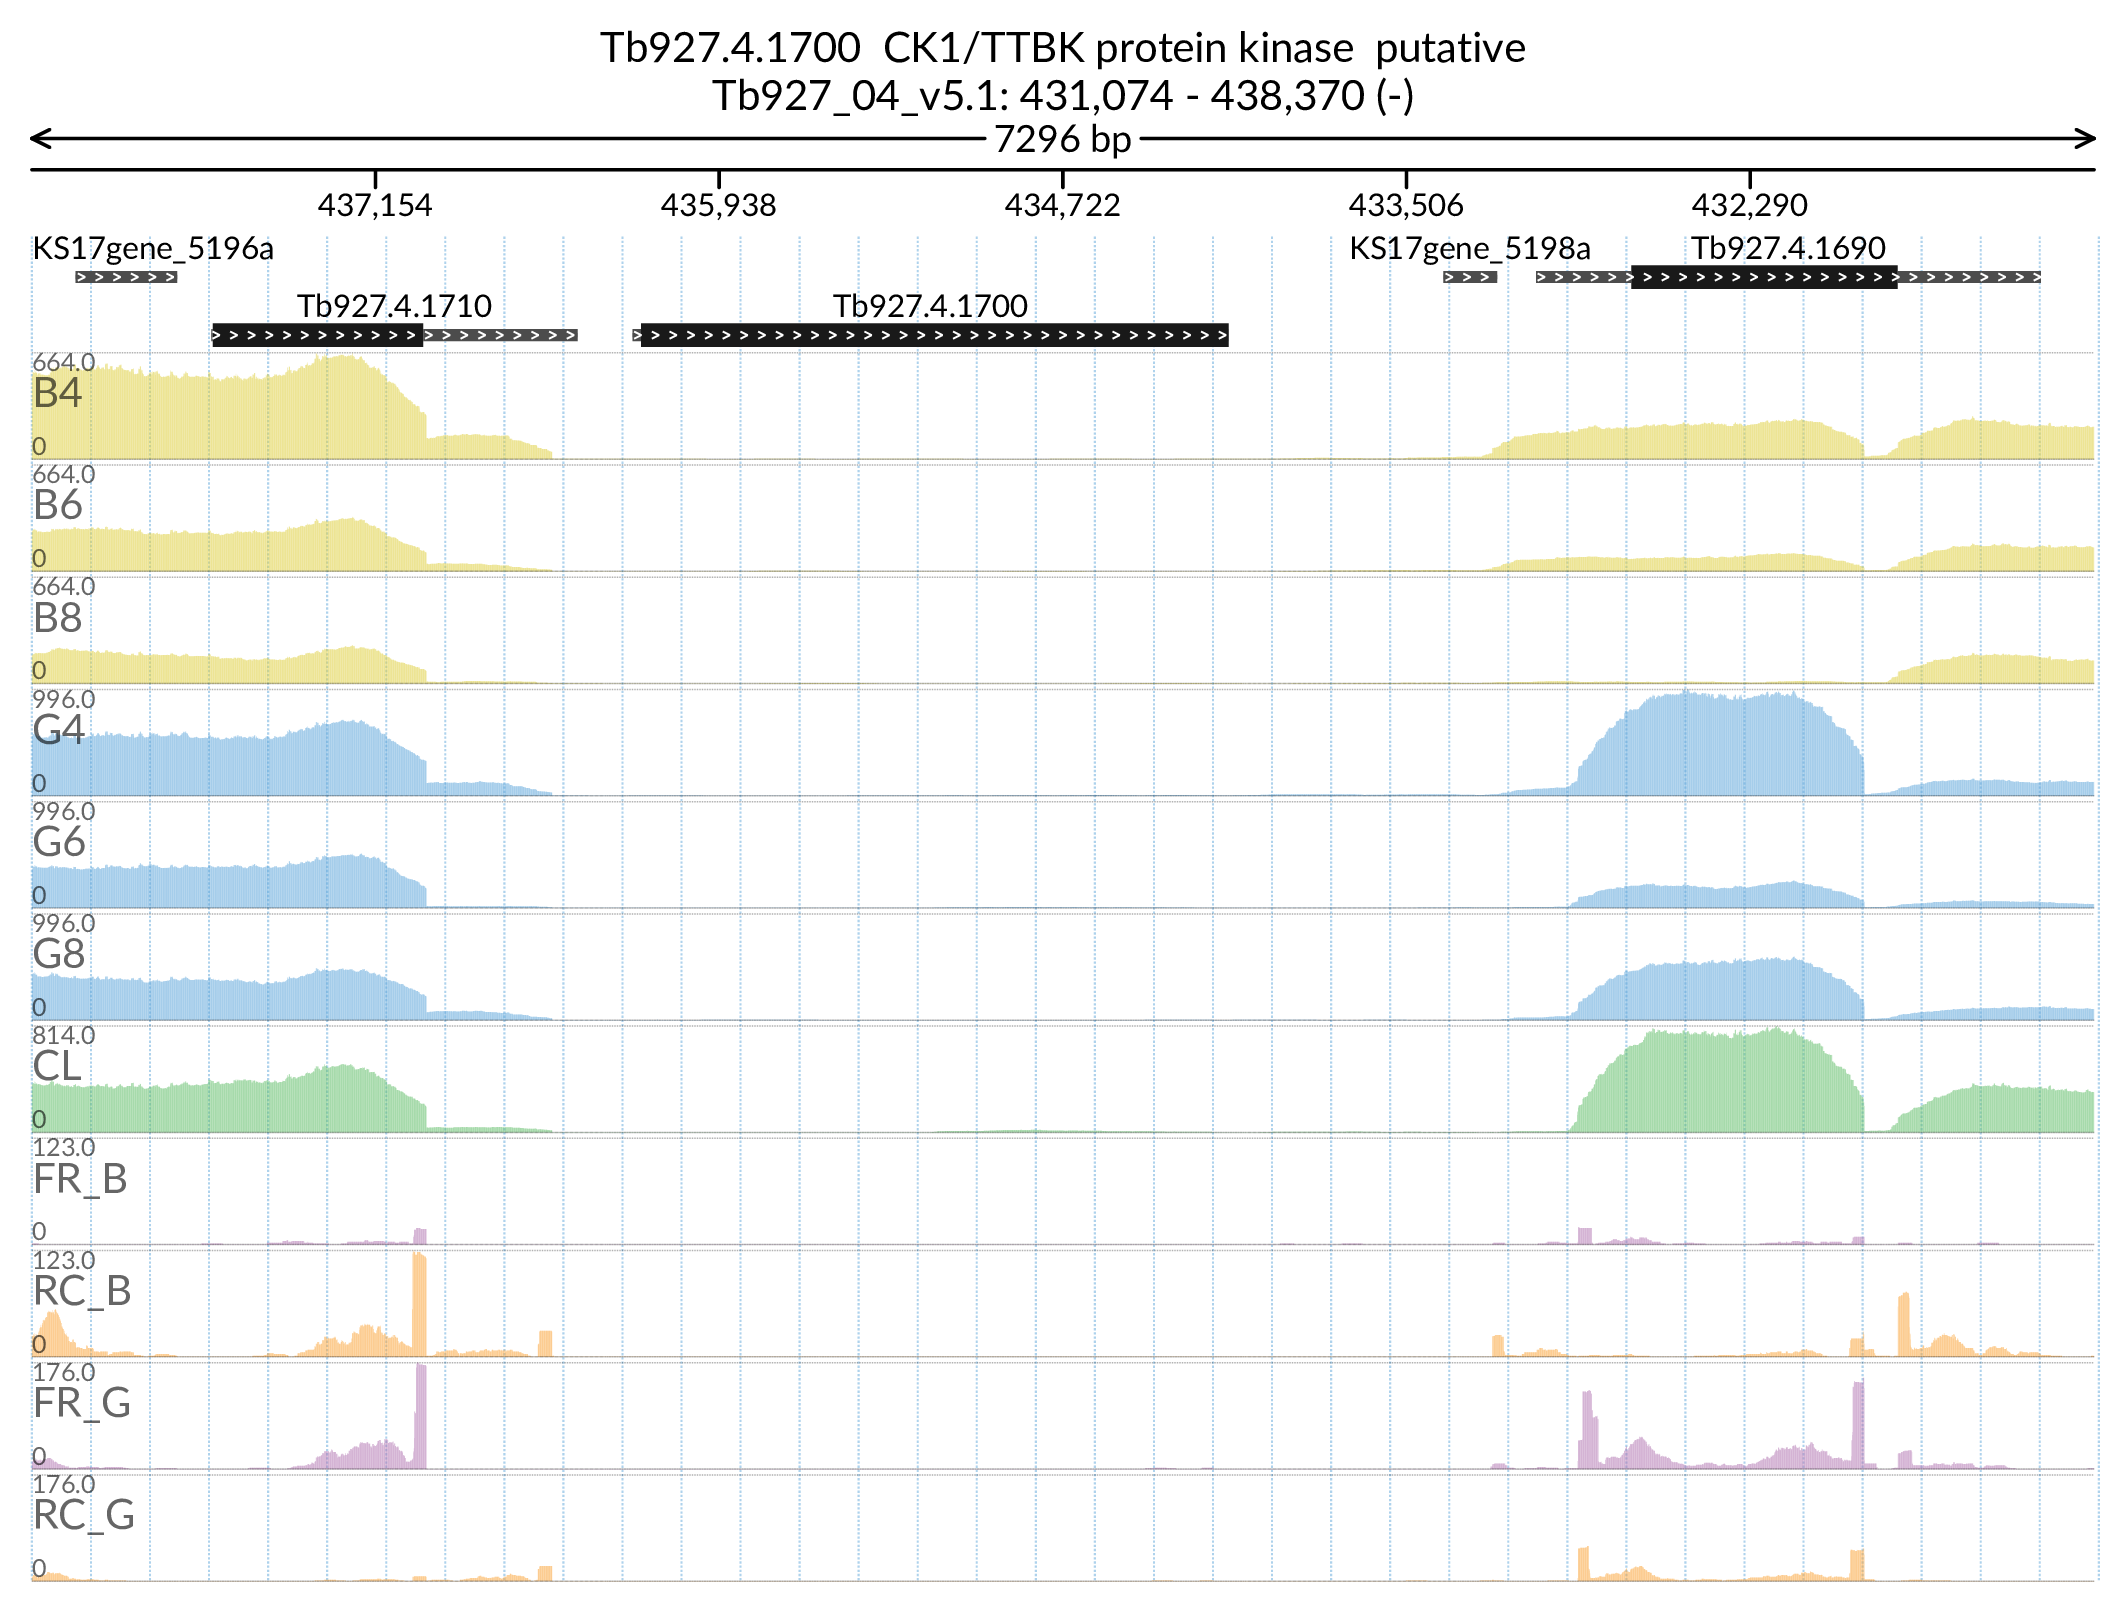 Tb927.4.1700  CK1/TTBK protein kinase  putative
Tb927_04_v5.1: 431,074 - 438,370 (-)
7296 bp
437,154 435,938 434,722 433,506 432,290
KS17gene_5196a KS17gene_5198a Tb927.4.1690
Tb927.4.1710 Tb927.4.1700
664.0
B4
0
664.0
B6
0
664.0
B8
0
996.0
G4
0
996.0
G6
0
996.0
G8
0
814.0
CL
0
123.0
FR_B
0
123.0
RC_B
0
176.0
FR_G
0
176.0
RC_G
0